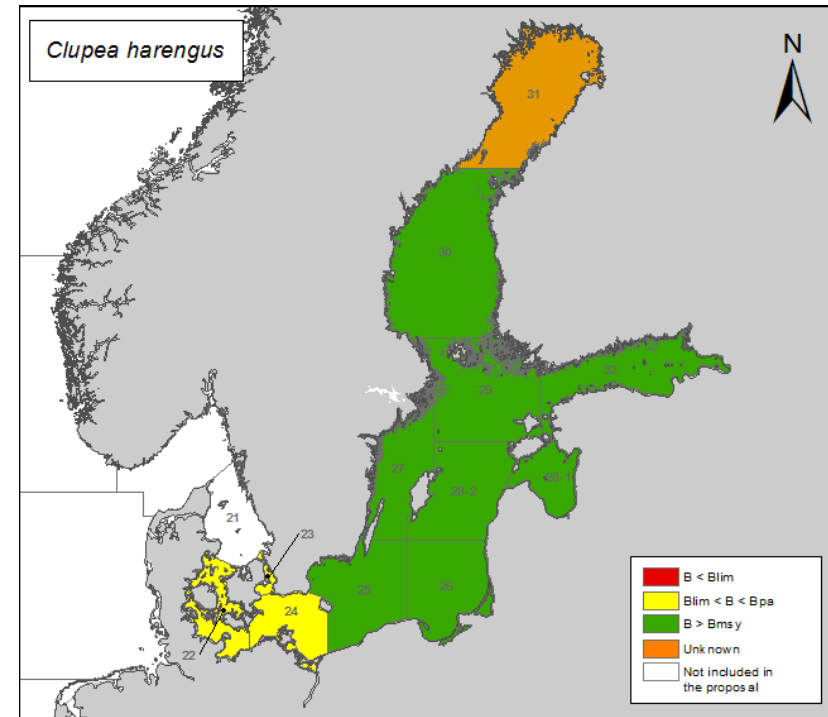 Clupea harengus
N
31
30
32
29
27
28-2
28-1
21
23
25
26
24
22
B < Blim
Blim < B < Bpa
B > Bmsy
Unknown
Not included in
the proposal